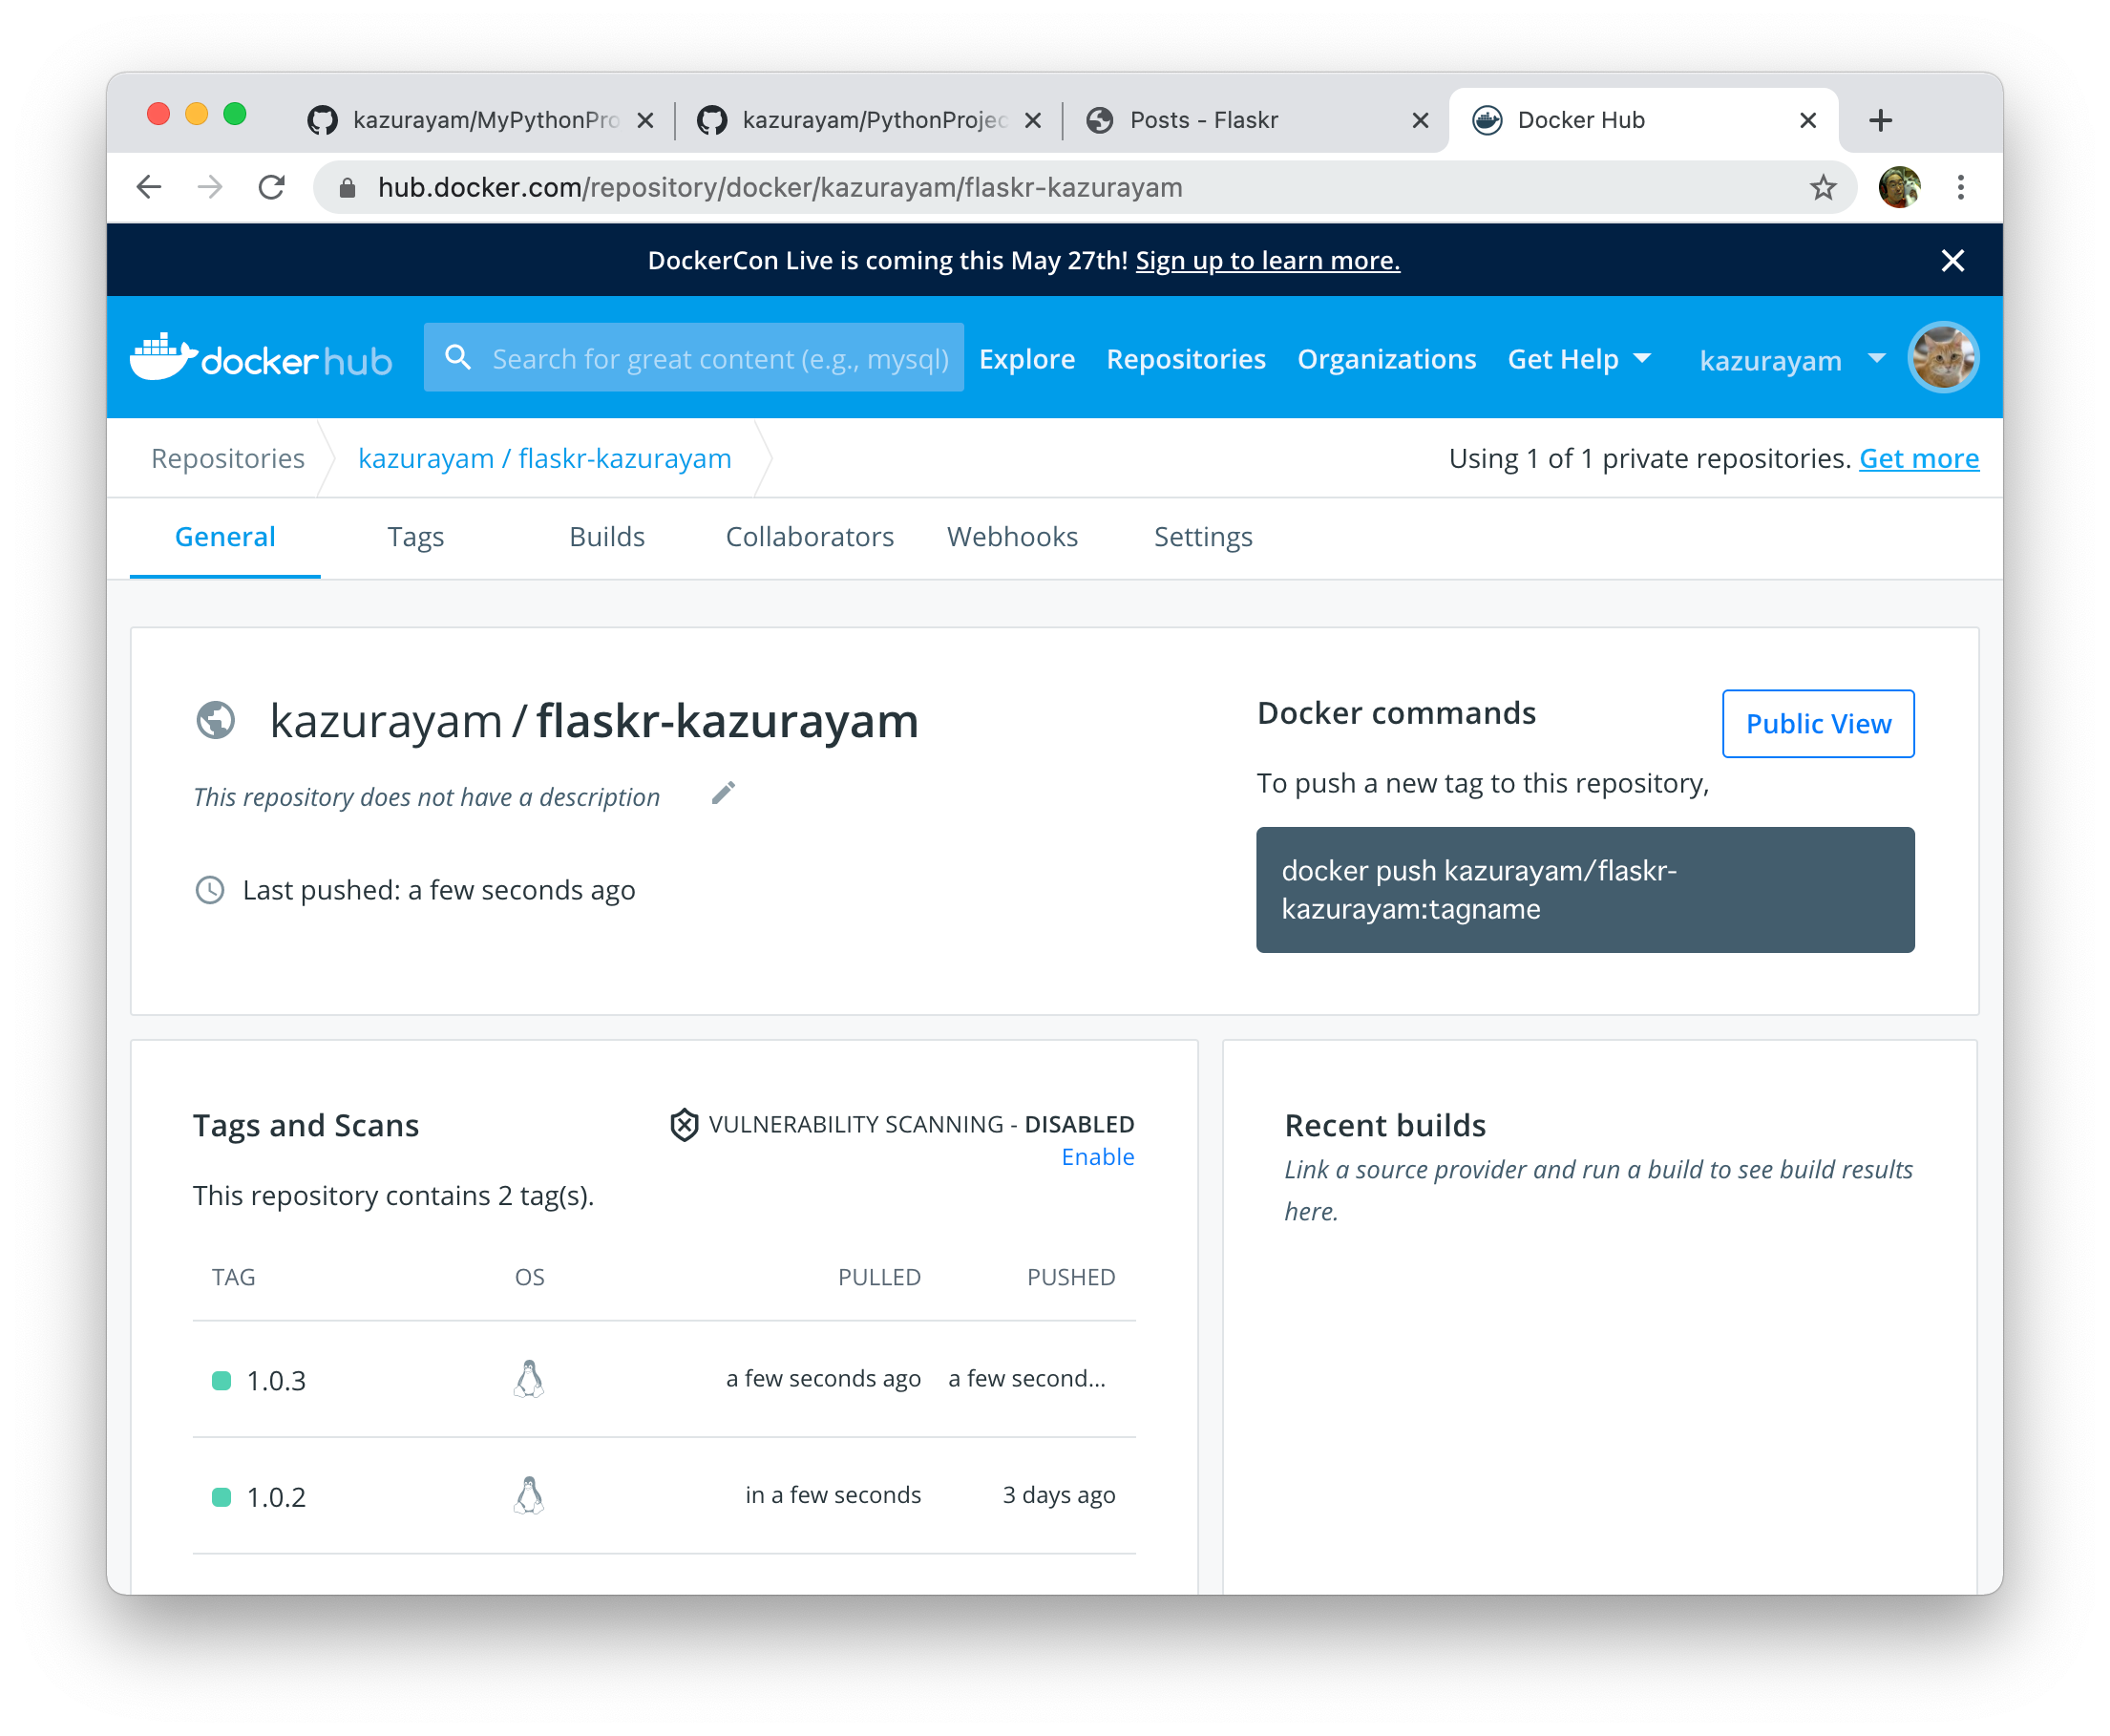 kazurayam/MyPythonPro
kazurayam/PythonProjec
Posts - Flaskr
Docker Hub
hub.docker.com/repository/docker/kazurayam/flaskr-kazurayam
DockerCon Live is coming this May 27th! Sign up to learn more.
docker hub
Search for great content (e.g., mysql)
Explore
Repositories
Organizations
Get Help
kazurayam
Repositories
kazurayam / flaskr-kazurayam
Using 1 of 1 private repositories. Get more
General
Tags
Builds
Collaborators
Webhooks
Settings
kazurayam / flaskr-kazurayam
This repository does not have a description
Last pushed: a few seconds ago
Docker commands
Public View
To push a new tag to this repository,
docker push kazurayam/flaskr-
kazurayam:tagname
Tags and Scans
VULNERABILITY SCANNING - DISABLED
Enable
This repository contains 2 tag(s).
TAG OS PULLED PUSHED
1.0.3 a few seconds ago a few second...
1.0.2 in a few seconds 3 days ago
Recent builds
Link a source provider and run a build to see build results
here.